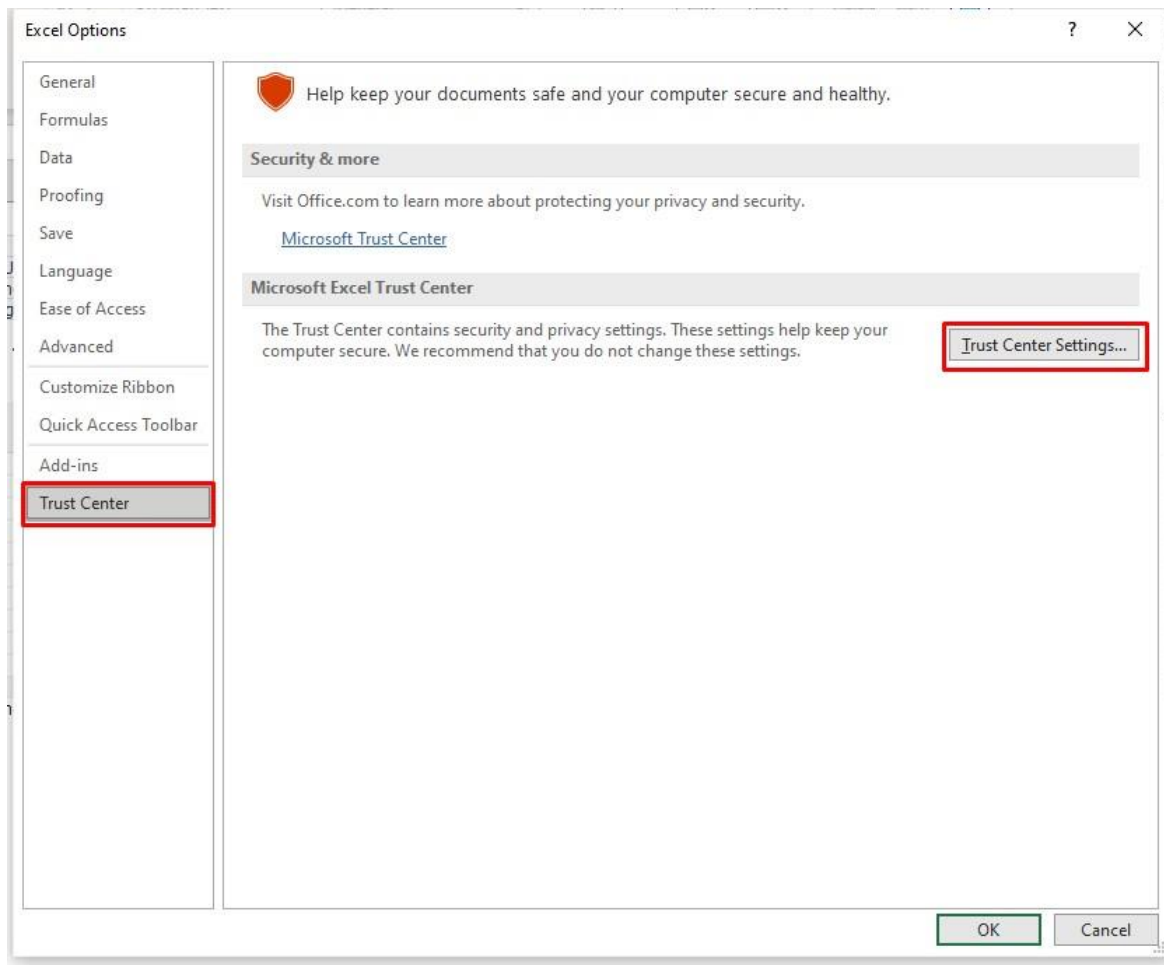 Excel Options
?
General
Formulas
Data
Proofing
Save
Language
Ease of Access
Advanced
Customize Ribbon
Quick Access Toolbar
Add-ins
Trust Center
Help keep your documents safe and your computer secure and healthy.
Security & more
Visit Office.com to learn more about protecting your privacy and security.
Microsoft Trust Center
Microsoft Excel Trust Center
The Trust Center contains security and privacy settings. These settings help keep your
computer secure. We recommend that you do not change these settings.
Trust Center Settings...
OK
Cancel